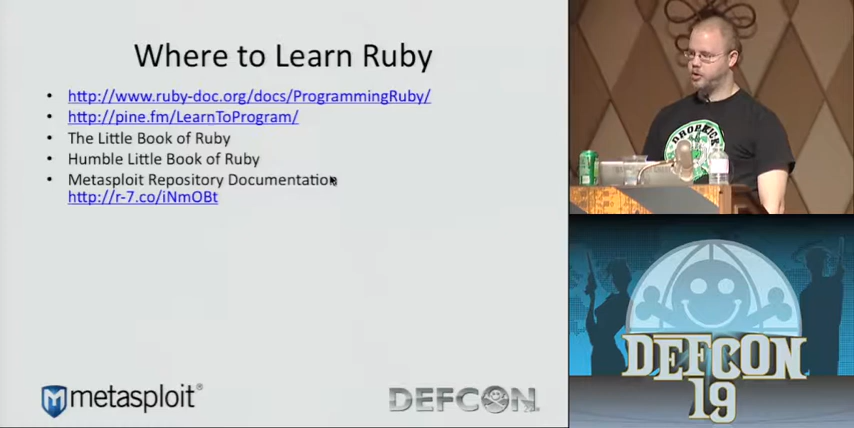 Where to Learn Ruby
• http://www.ruby-doc.org/docs/ProgrammingRuby/
• http://pine.fm/LearnToProgram/
• The Little Book of Ruby
• Humble Little Book of Ruby
• Metasploit Repository Documentation
http://r-7.co/iNmOBt
metasploit®
DEFCON
DROPKICK
DEFCON
19